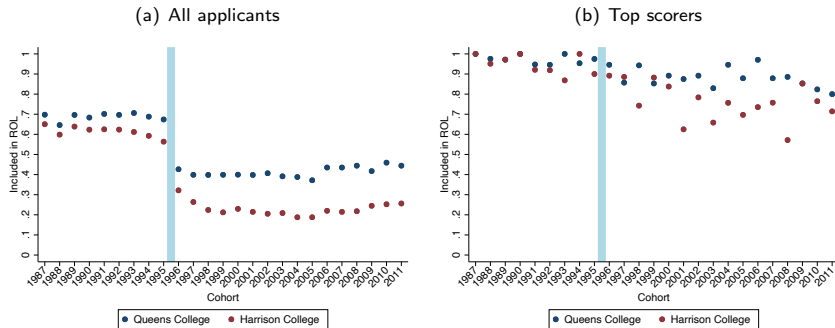 (a) All applicants
Included in ROL
1
.9
.8
.7
.6
.5
.4
.3
.2
.1
0
1987 1988 1989 1990 1991 1992 1993 1994 1995 1996 1997 1998 1999 2000 2001 2002 2003 2004 2005 2006 2007 2008 2009 2010 2011
Cohort
Queens College Harrison College
(b) Top scorers
Included in ROL
1
.9
.8
.7
.6
.5
.4
.3
.2
.1
0
1987 1988 1989 1990 1991 1992 1993 1994 1995 1996 1997 1998 1999 2000 2001 2002 2003 2004 2005 2006 2007 2008 2009 2010 2011
Cohort
Queens College Harrison College